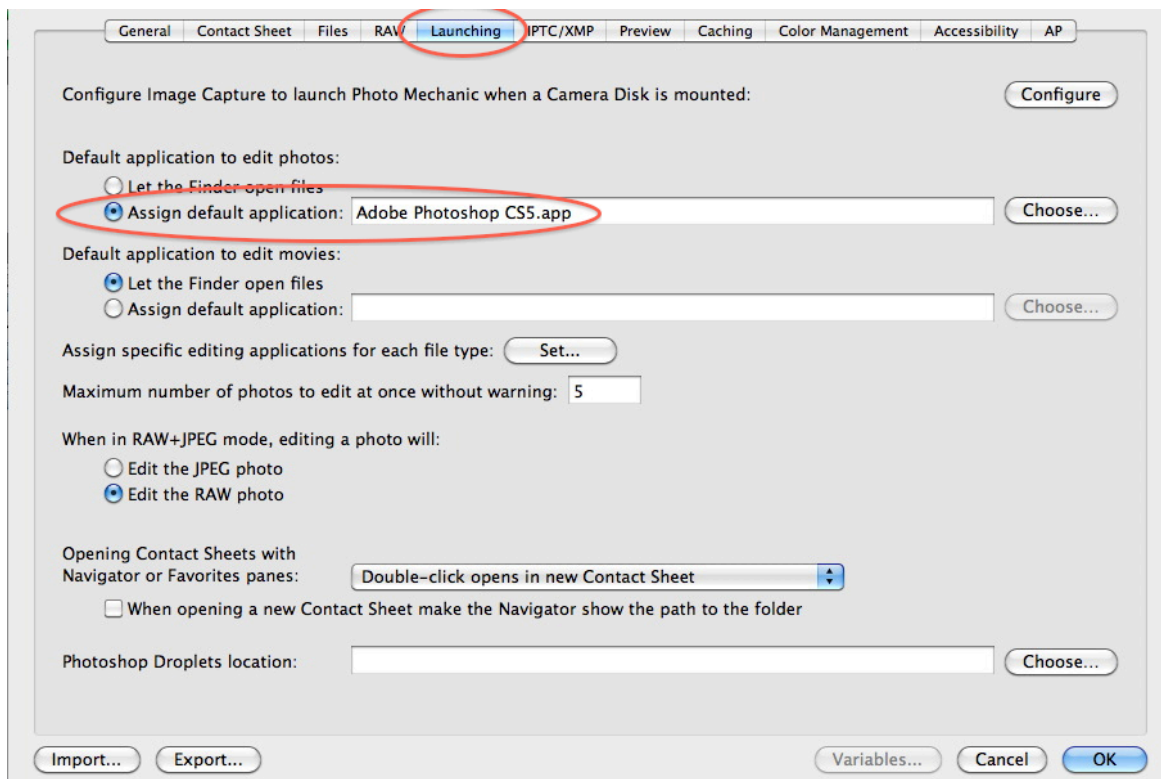 General Contact Sheet Files RAW Launching IPTC/XMP Preview Caching Color Management Accessibility AP
Configure Image Capture to launch Photo Mechanic when a Camera Disk is mounted: Configure
Default application to edit photos:
Let the Finder open files
Assign default application: Adobe Photoshop CS5.app Choose...
Default application to edit movies:
Let the Finder open files
Assign default application: Choose...
Assign specific editing applications for each file type: Set...
Maximum number of photos to edit at once without warning: 5
When in RAW+JPEG mode, editing a photo will:
Edit the JPEG photo
Edit the RAW photo
Opening Contact Sheets with
Navigator or Favorites panes: Double-click opens in new Contact Sheet
When opening a new Contact Sheet make the Navigator show the path to the folder
Photoshop Droplets location: Choose...
Import... Export... Variables... Cancel OK